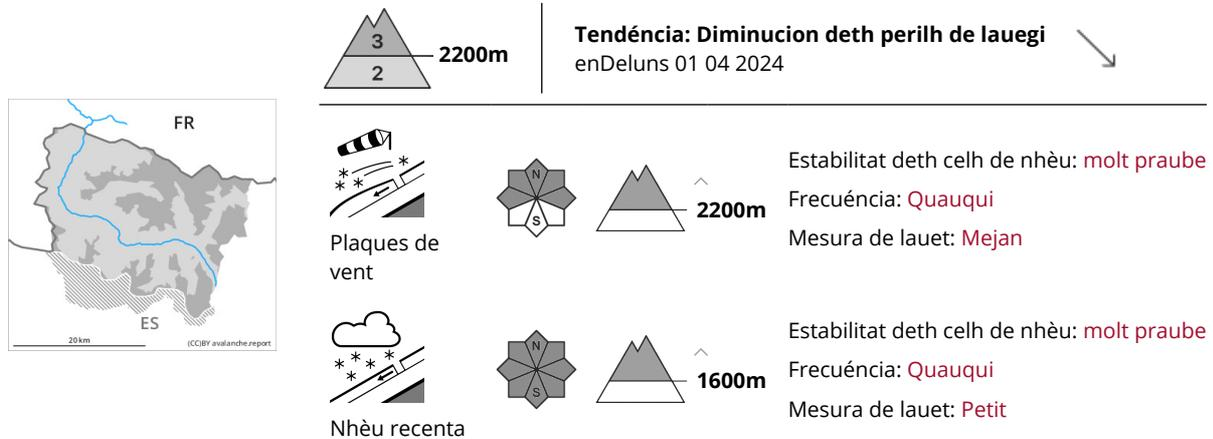 3
2200m
2
Tendéncia: Diminucion deth perilh de lauegi
enDeluns 01 04 2024
FR
ES
20 km
(CC)BY avalanche.report
N
S
2200m
Plaques de
vent
Estabilitat deth celh de nhèu: molt praube
Frecuéncia: Quauqui
Mesura de lauet: Mejan
N
S
1600m
Nhèu recenta
Estabilitat deth celh de nhèu: molt praube
Frecuéncia: Quauqui
Mesura de lauet: Petit